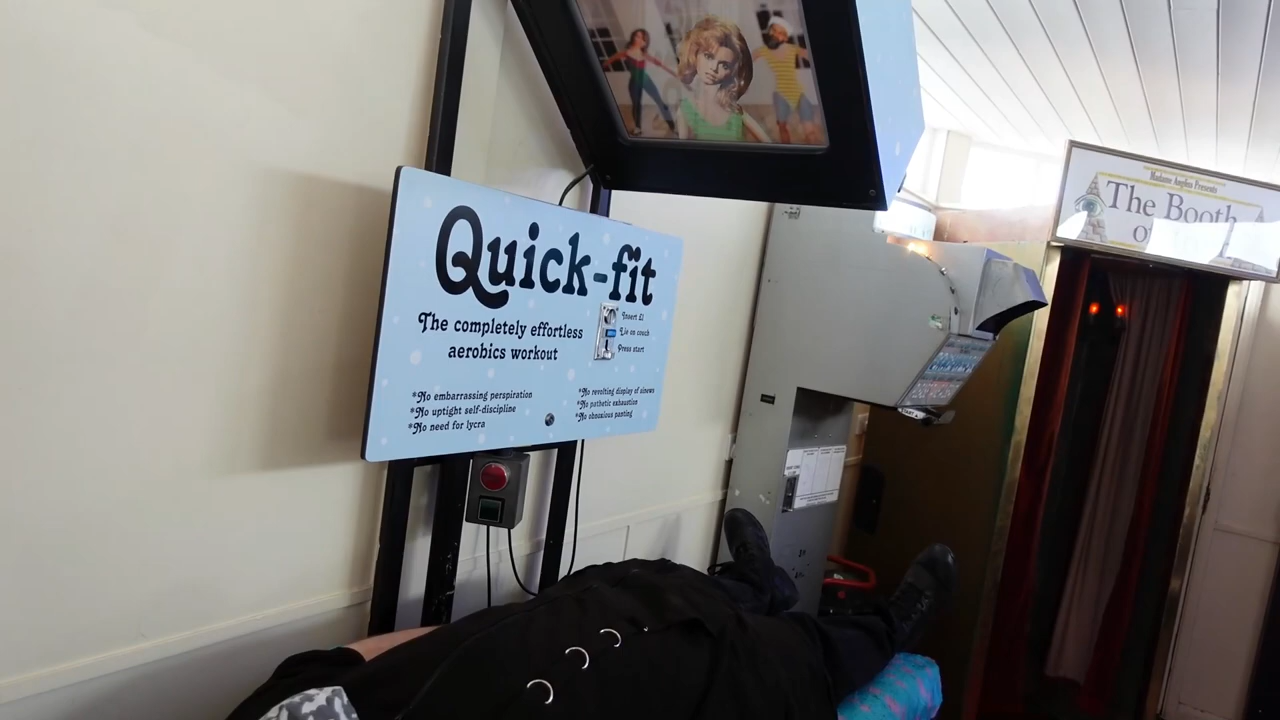 Quick-fit
The completely effortless
aerobics workout
Insert £1
Lie on couch
Press start
*No embarrassing perspiration
*No uptight self-discipline
*No need for lycra
*No revolting display of sinews
*No pathetic exhaustion
*No obnoxious panting
Madame Presents
The Booth